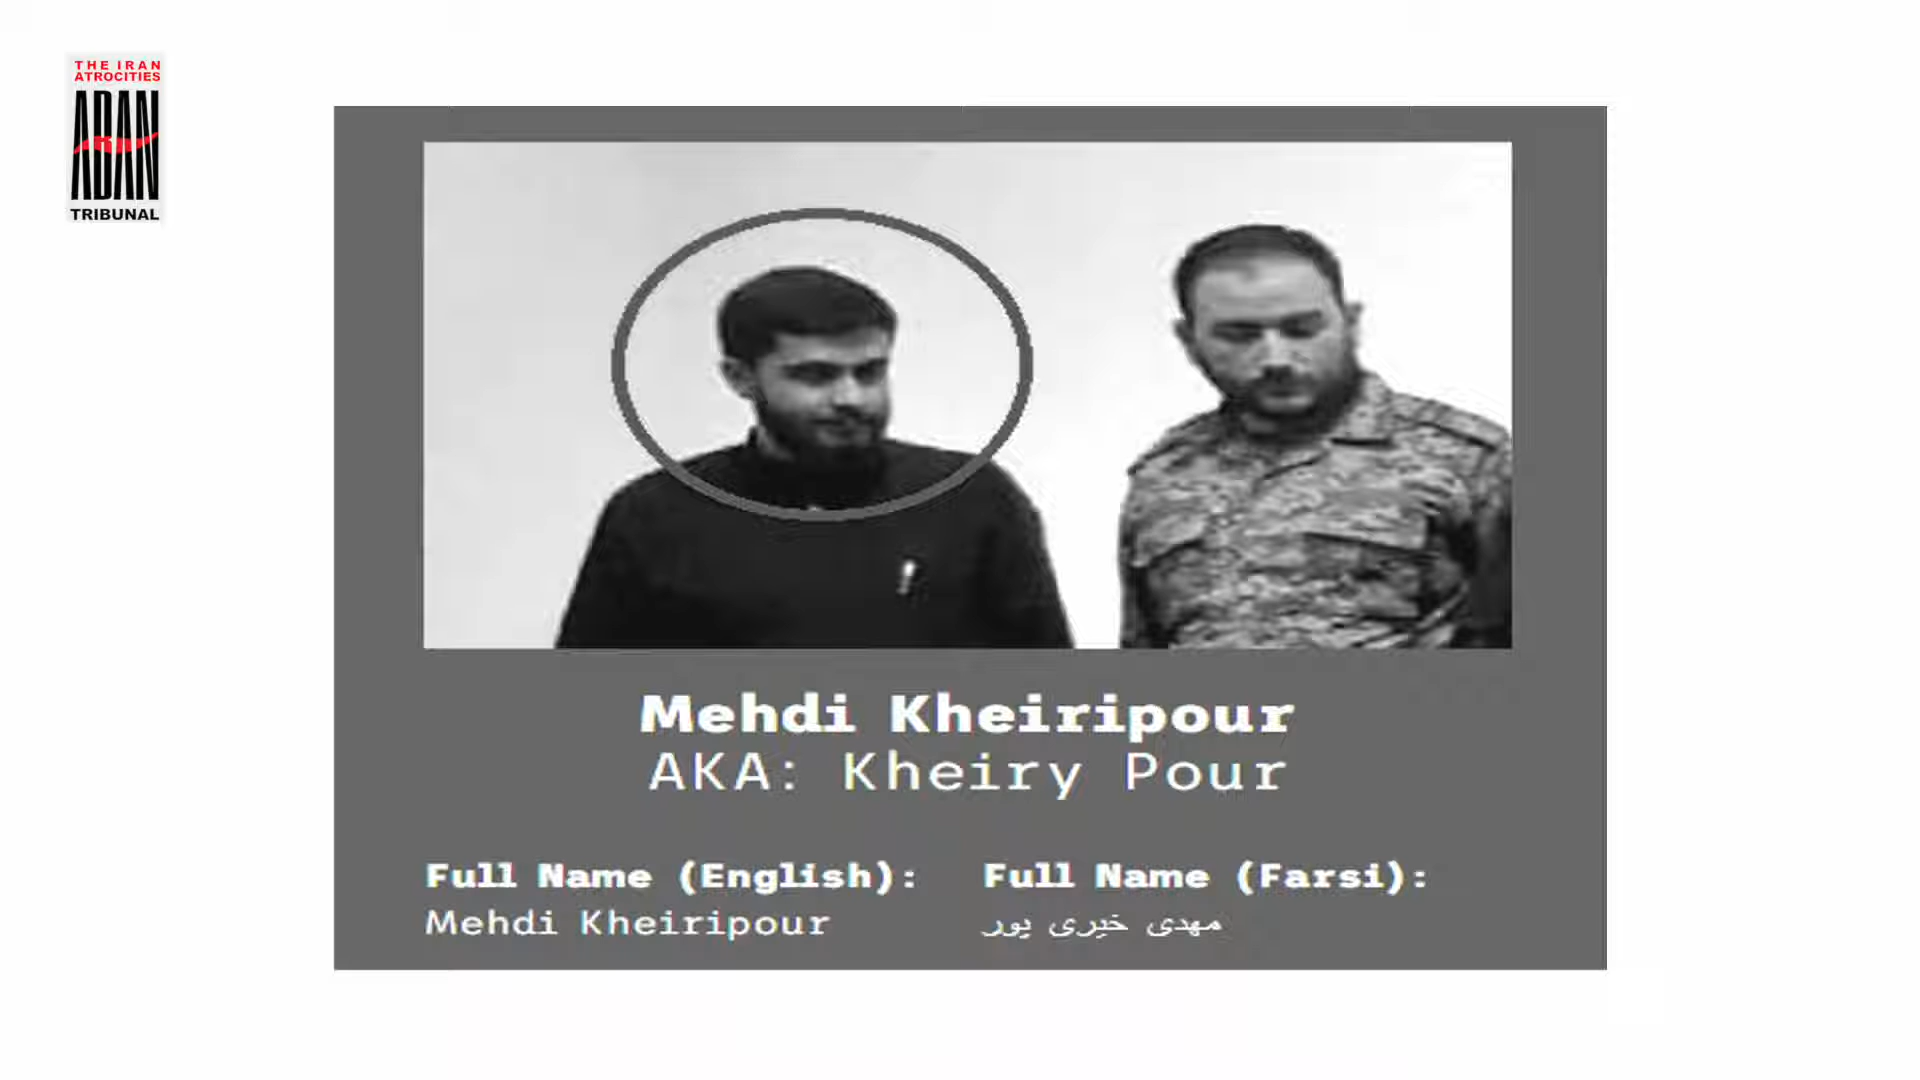 THE IRAN
ATROCITIES
ABAN
TRIBUNAL
Mehdi Kheiripour
AKA: Kheiry Pour
Full Name (English):
Mehdi Kheiripour
Full Name (Farsi):
مهدی خیری پور